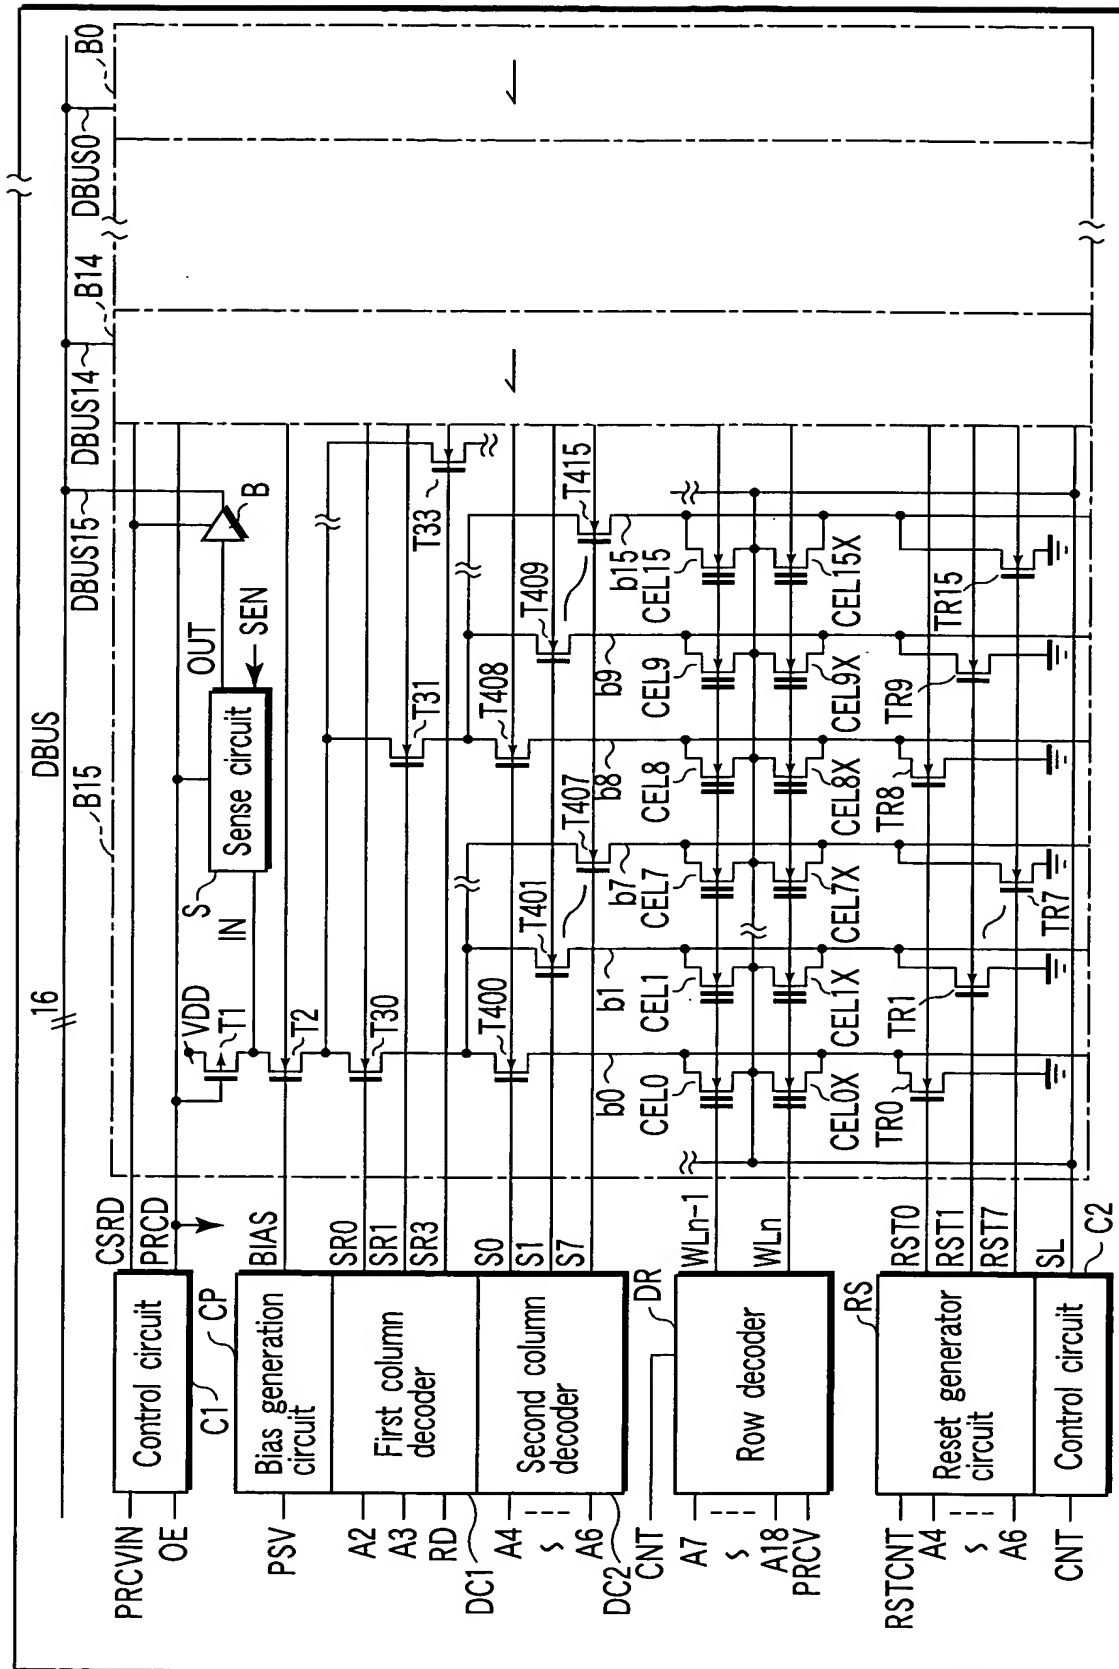 DBUS
16
B15
DBUS15
DBUS14
B14
DBUS0
B0
PRCVIN
OE
Control circuit
C1
CSRD
PRCD
VDD
T1
IN
S
Sense circuit
OUT
SEN
B
PSV
Bias generation
circuit
CP
BIAS
T2
A2
A3
RD
First column
decoder
DC1
SR0
SR1
SR3
T30
T31
T33
A4
S
A6
Second column
decoder
DC2
S0
S1
S7
T400
T401
T407
T408
T409
T415
b0
b1
b7
b8
b9
b15
CNT
A7
S
A18
PRCV
Row decoder
DR
WLn-1
WLn
CEL0
CEL1
CEL7
CEL8
CEL9
CEL15
CEL0X
CEL1X
CEL7X
CEL8X
CEL9X
CEL15X
RSTCNT
A4
S
A6
Reset generator
circuit
RS
RST0
RST1
RST7
TR0
TR1
TR7
TR8
TR9
TR15
CNT
Control circuit
C2
SL